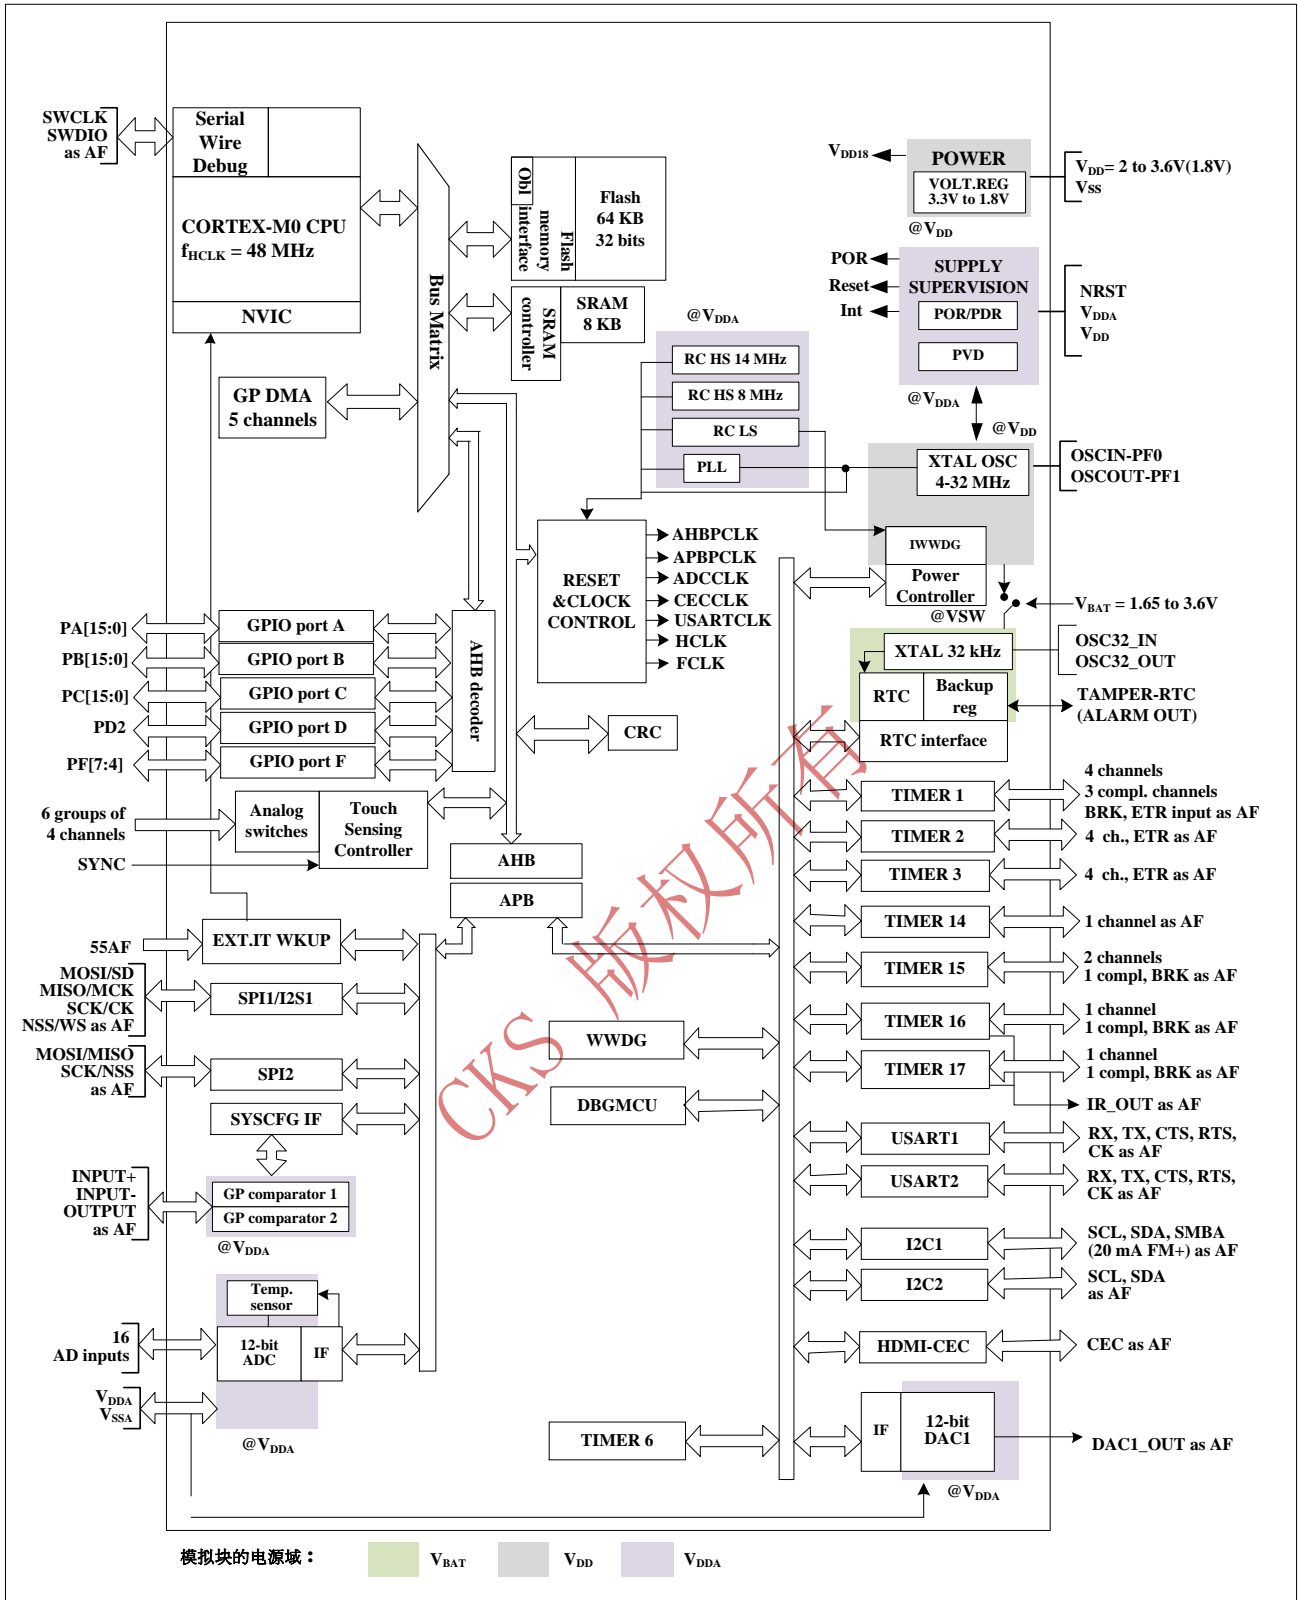 SWCLK
SWDIO
as AF
Serial
Wire
Debug
CORTEX-M0 CPU
fHCLK = 48 MHz
NVIC
GP DMA
5 channels
Bus Matrix
Obl
Flash
memory
interface
Flash
64 KB
32 bits
SRAM
controller
SRAM
8 KB
@VDDA
RC HS 14 MHz
RC HS 8 MHz
RC LS
PLL
VDD18
POWER
VOLT.REG
3.3V to 1.8V
@VDD
VDD= 2 to 3.6V(1.8V)
Vss
POR
Reset
Int
SUPPLY
SUPERVISION
POR/PDR
PVD
NRST
VDDA
VDD
@VDDA
@VDD
XTAL OSC
4-32 MHz
OSCIN-PF0
OSCOUT-PF1
IWWDG
Power
Controller
@VSW
VBAT = 1.65 to 3.6V
XTAL 32 kHz
OSC32_IN
OSC32_OUT
RTC
Backup
reg
RTC interface
TAMPER-RTC
(ALARM OUT)
RESET
&CLOCK
CONTROL
AHBPCLK
APBPCLK
ADCCLK
CECCLK
USARTCLK
HCLK
FCLK
PA[15:0]
GPIO port A
PB[15:0]
GPIO port B
PC[15:0]
GPIO port C
PD2
GPIO port D
PF[7:4]
GPIO port F
AHB decoder
CRC
6 groups of
4 channels
SYNC
Analog
switches
Touch
Sensing
Controller
AHB
APB
55AF
EXT.IT WKUP
MOSI/SD
MISO/MCK
SCK/CK
NSS/WS as AF
SPI1/I2S1
MOSI/MISO
SCK/NSS
as AF
SPI2
SYSCFG IF
INPUT+
INPUT-
OUTPUT
as AF
GP comparator 1
GP comparator 2
@VDDA
Temp.
sensor
16
AD inputs
12-bit
ADC
IF
VDDA
VSSA
@VDDA
WWDG
DBGMCU
TIMER 6
TIMER 1
4 channels
3 compl. channels
BRK, ETR input as AF
TIMER 2
4 ch., ETR as AF
TIMER 3
4 ch., ETR as AF
TIMER 14
1 channel as AF
TIMER 15
2 channels
1 compl, BRK as AF
TIMER 16
1 channel
1 compl, BRK as AF
TIMER 17
1 channel
1 compl, BRK as AF
IR_OUT as AF
USART1
RX, TX, CTS, RTS,
CK as AF
USART2
RX, TX, CTS, RTS,
CK as AF
I2C1
SCL, SDA, SMBA
(20 mA FM+) as AF
I2C2
SCL, SDA
as AF
HDMI-CEC
CEC as AF
IF
12-bit
DAC1
DAC1_OUT as AF
@VDDA
CKS 版权所有
模拟块的电源域：
VBAT
VDD
VDDA